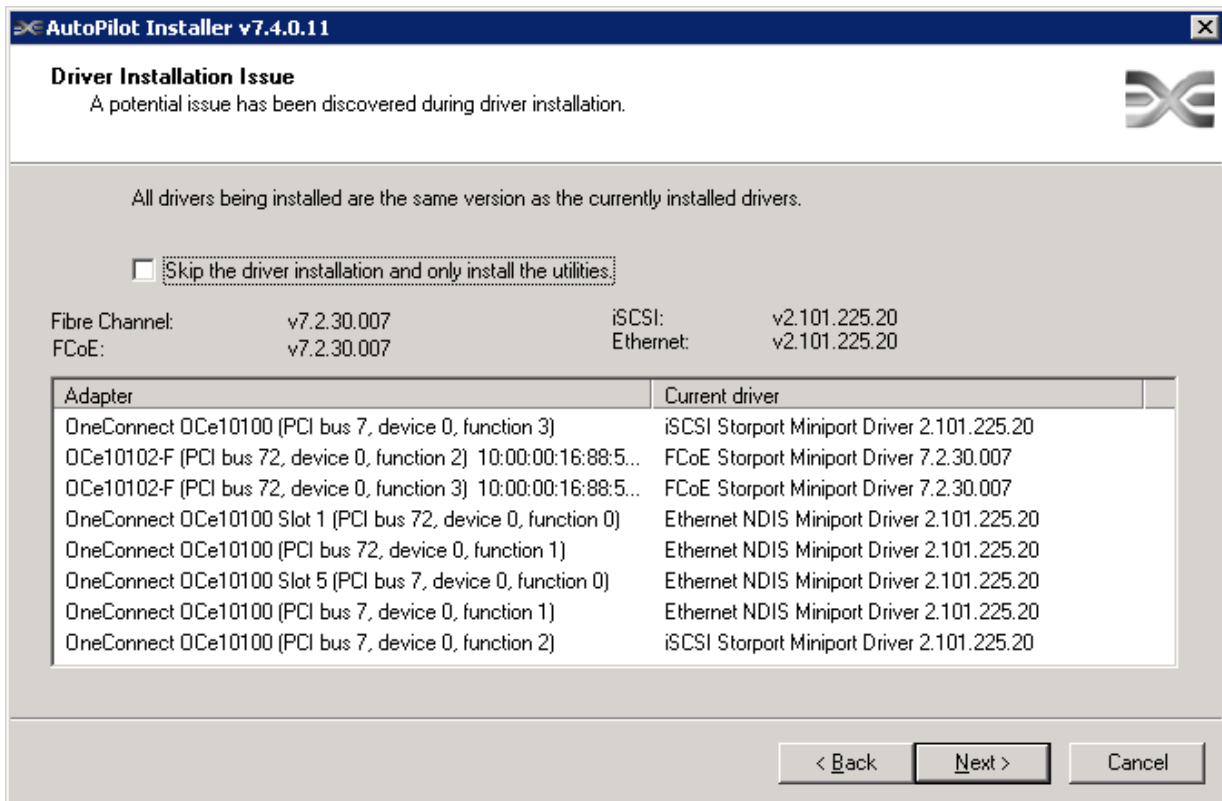 AutoPilot Installer v7.4.0.11
Driver Installation Issue
A potential issue has been discovered during driver installation.
All drivers being installed are the same version as the currently installed drivers.
Skip the driver installation and only install the utilities.
Fibre Channel: v7.2.30.007 iSCSI: v2.101.225.20
FCoE: v7.2.30.007 Ethernet: v2.101.225.20
Adapter Current driver
OneConnect OCe10100 (PCI bus 7, device 0, function 3) iSCSI Storport Miniport Driver 2.101.225.20
OCe10102-F (PCI bus 72, device 0, function 2) 10:00:00:16:88:5... FCoE Storport Miniport Driver 7.2.30.007
OCe10102-F (PCI bus 72, device 0, function 3) 10:00:00:16:88:5... FCoE Storport Miniport Driver 7.2.30.007
OneConnect OCe10100 Slot 1 (PCI bus 72, device 0, function 0) Ethernet NDIS Miniport Driver 2.101.225.20
OneConnect OCe10100 (PCI bus 72, device 0, function 1) Ethernet NDIS Miniport Driver 2.101.225.20
OneConnect OCe10100 Slot 5 (PCI bus 7, device 0, function 0) Ethernet NDIS Miniport Driver 2.101.225.20
OneConnect OCe10100 (PCI bus 7, device 0, function 1) Ethernet NDIS Miniport Driver 2.101.225.20
OneConnect OCe10100 (PCI bus 7, device 0, function 2) iSCSI Storport Miniport Driver 2.101.225.20
< Back Next > Cancel